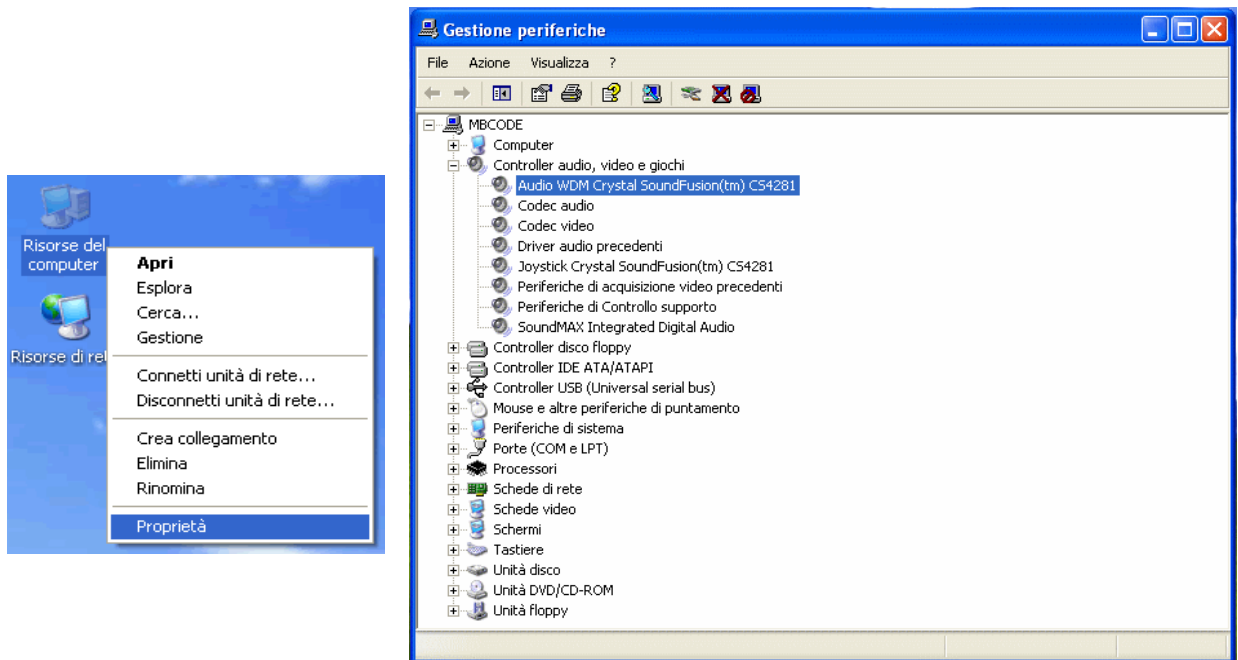 Risorse del
computer
Risorse di ret
Apri
Esplora
Cerca...
Gestione
Connetti unità di rete...
Disconnetti unità di rete...
Crea collegamento
Elimina
Rinomina
Proprietà
Gestione periferiche
File Azione Visualizza ?
MBCODE
Computer
Controller audio, video e giochi
Audio WDM Crystal SoundFusion(tm) CS4281
Codec audio
Codec video
Driver audio precedenti
Joystick Crystal SoundFusion(tm) CS4281
Periferiche di acquisizione video precedenti
Periferiche di Controllo supporto
SoundMAX Integrated Digital Audio
Controller disco floppy
Controller IDE ATA/ATAPI
Controller USB (Universal serial bus)
Mouse e altre periferiche di puntamento
Periferiche di sistema
Porte (COM e LPT)
Processori
Schede di rete
Schede video
Schermi
Tastiere
Unità disco
Unità DVD/CD-ROM
Unità floppy